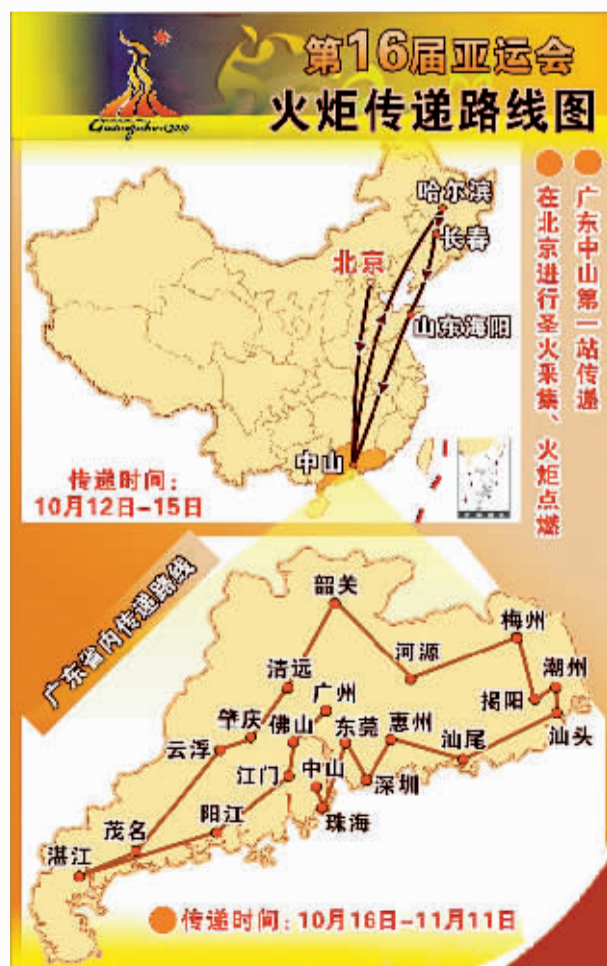 第16届亚运会
火炬传递路线图
Guangzhou2010
广东中山第一站传递
在北京进行圣火采集、火炬点燃
哈尔滨
长春
北京
山东海阳
中山
传递时间：
10月12日-15日
广东省内传递路线
韶关
梅州
河源
清远
潮州
广州
揭阳
肇庆
佛山
东莞
惠州
汕头
云浮
汕尾
江门
中山
深圳
阳江
珠海
茂名
湛江
传递时间：10月16日-11月11日